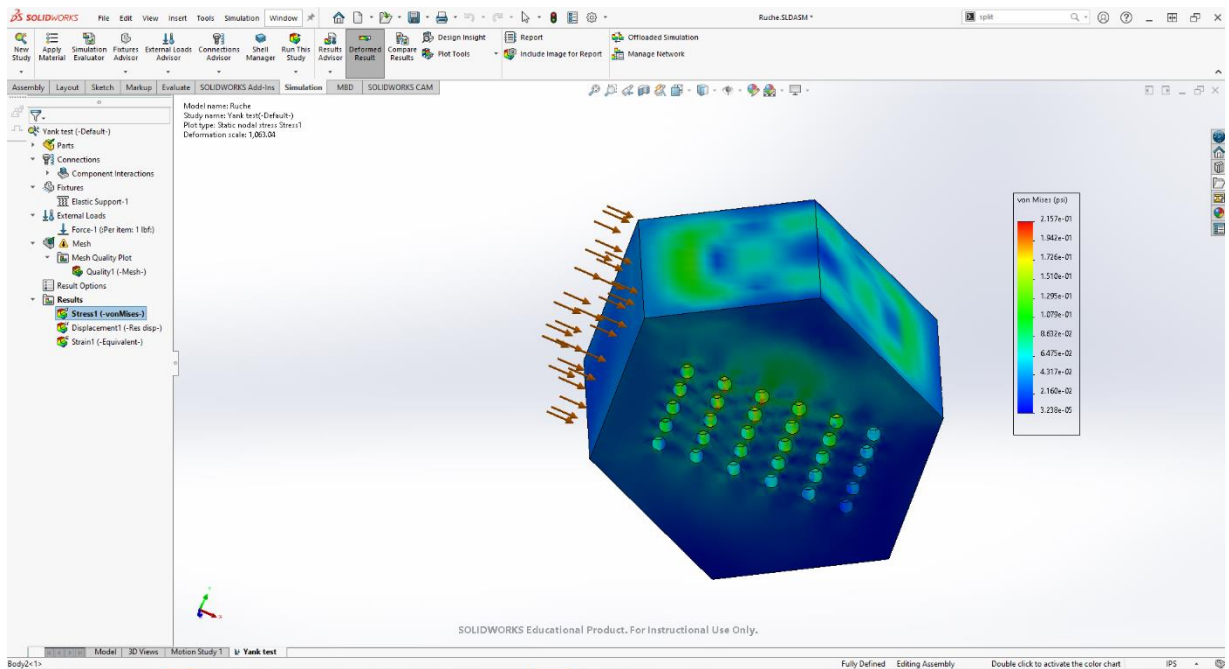 SOLIDWORKS File Edit View Insert Tools Simulation Window Ruche.SLDASM * split
New Study Apply Material Simulation Evaluator Fixtures Advisor External Loads Advisor Connections Advisor Shell Manager Run This Study Results Advisor Deformed Result Compare Results Design Insight Plot Tools Report Include Image for Report Offloaded Simulation Manage Network
Assembly Layout Sketch Markup Evaluate SOLIDWORKS Add-Ins Simulation MBD SOLIDWORKS CAM
Model name: Ruche
Study name: Yank test(-Default-)
Plot type: Static nodal stress Stress1
Deformation scale: 1,063.04
Yank test (-Default-)
Parts
Connections
Component Interactions
Fixtures
Elastic Support-1
External Loads
Force-1 (:Per item: 1 lbf:)
Mesh
Mesh Quality Plot
Quality1 (-Mesh-)
Result Options
Results
Stress1 (-vonMises-)
Displacement1 (-Res disp-)
Strain1 (-Equivalent-)
von Mises (psi)
2.157e-01
1.942e-01
1.726e-01
1.510e-01
1.295e-01
1.079e-01
8.632e-02
6.475e-02
4.317e-02
2.160e-02
3.238e-05
SOLIDWORKS Educational Product. For Instructional Use Only.
Model 3D Views Motion Study 1 Yank test
Body2<1> Fully Defined Editing Assembly Double click to activate the color chart IPS